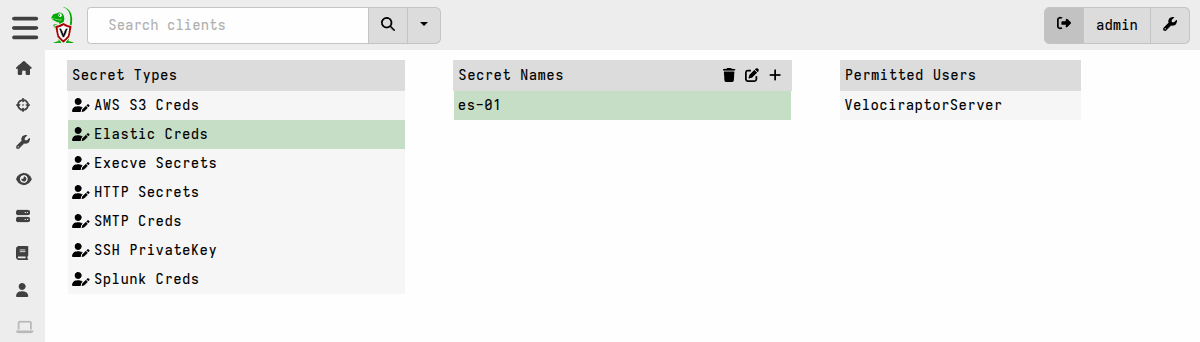 Search clients
admin
Secret Types
Secret Names
Permitted Users
AWS S3 Creds
es-01
VelociraptorServer
Elastic Creds
Execve Secrets
HTTP Secrets
SMTP Creds
SSH PrivateKey
Splunk Creds